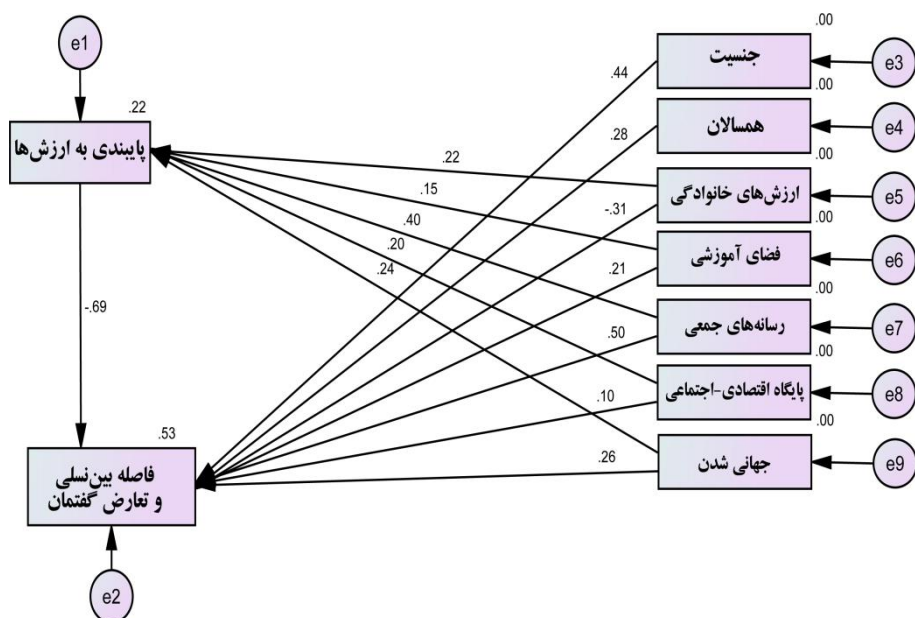 e1
.22
پایبندی به ارزش‌ها
-.69
.53
فاصله بین‌نسلی
و تعارض گفتمان
e2
.00
جنسیت
e3
.44
.00
همسالان
e4
.28
.00
ارزش‌های خانوادگی
e5
.22
-.31
.00
فضای آموزشی
e6
.15
.21
.00
رسانه‌های جمعی
e7
.40
.50
.00
پایگاه اقتصادی-اجتماعی
e8
.20
.10
.00
جهانی شدن
e9
.24
.26